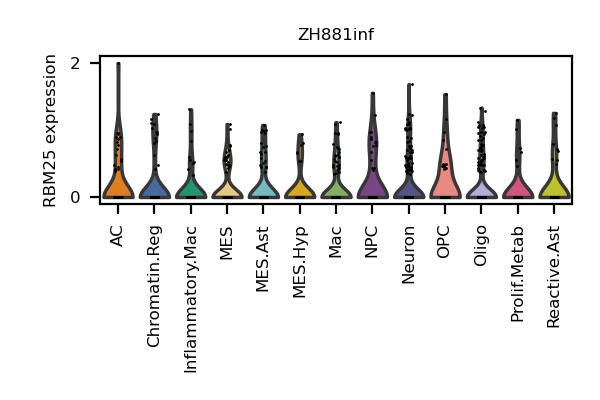 ZH881inf
RBM25 expression
2
0
AC
Chromatin.Reg
Inflammatory.Mac
MES
MES.Ast
MES.Hyp
Mac
NPC
Neuron
OPC
Oligo
Prolif.Metab
Reactive.Ast